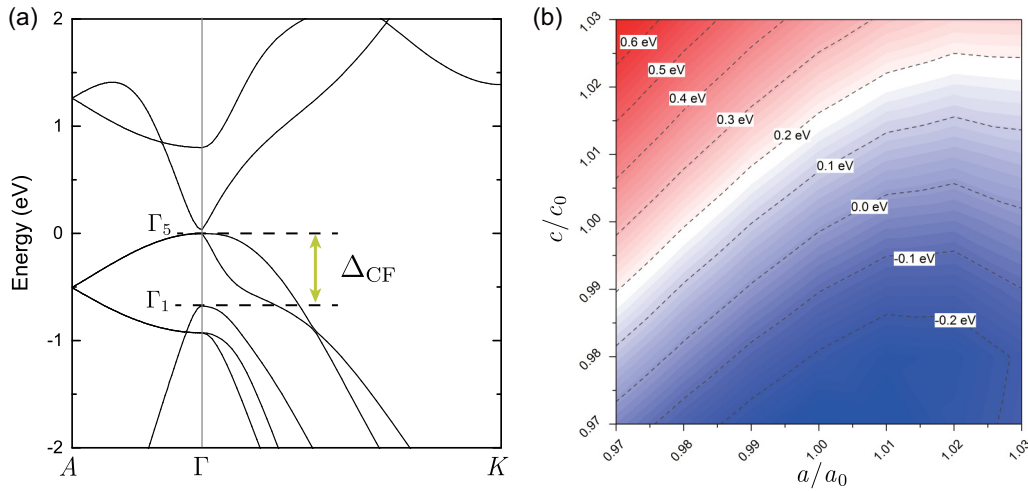 (a)
2
1
0
-1
-2
Energy (eV)
Γ5
Γ1
ΔCF
A
Γ
K
(b)
1.03
1.02
1.01
1.00
0.99
0.98
0.97
c/c0
0.6 eV
0.5 eV
0.4 eV
0.3 eV
0.2 eV
0.1 eV
0.0 eV
-0.1 eV
-0.2 eV
0.97
0.98
0.99
1.00
1.01
1.02
1.03
a/a0